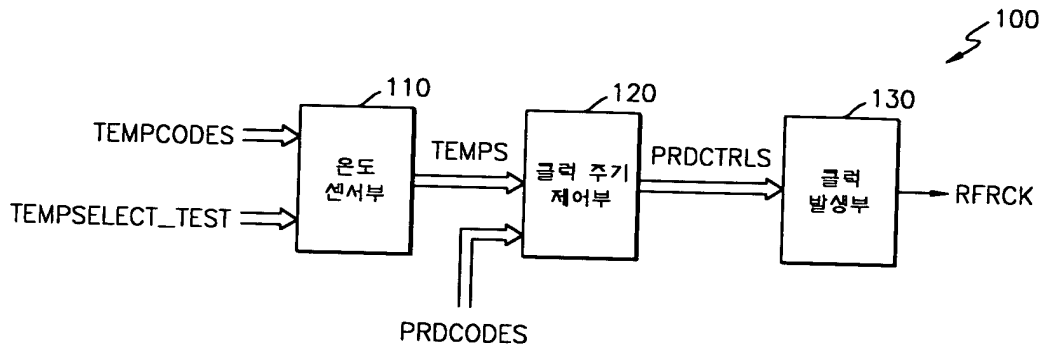 100
110
120
130
TEMPCODES
TEMPSELECT_TEST
온도
센서부
TEMPS
클럭 주기
제어부
PRDCODES
PRDCTRLS
클럭
발생부
RFRCK